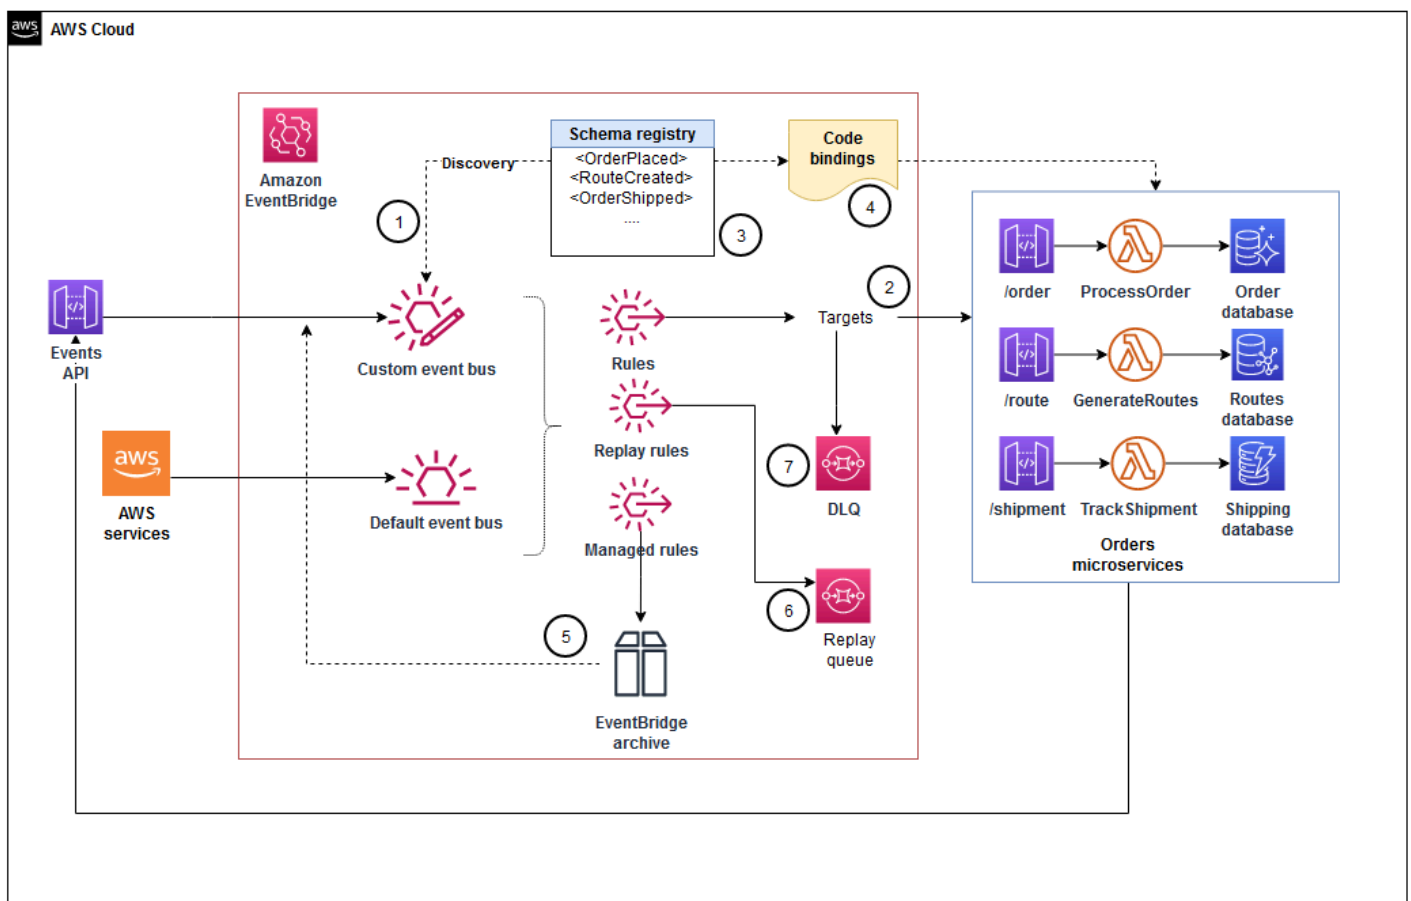 aws
AWS Cloud
Amazon
EventBridge
Discovery
1
Schema registry
<OrderPlaced>
<RouteCreated>
<OrderShipped>
....
3
Code
bindings
4
Events
API
Custom event bus
aws
AWS
services
Default event bus
Rules
Replay rules
Managed rules
Targets
2
7
DLQ
6
Replay
queue
5
EventBridge
archive
/order
ProcessOrder
Order
database
/route
GenerateRoutes
Routes
database
/shipment
TrackShipment
Shipping
database
Orders
microservices